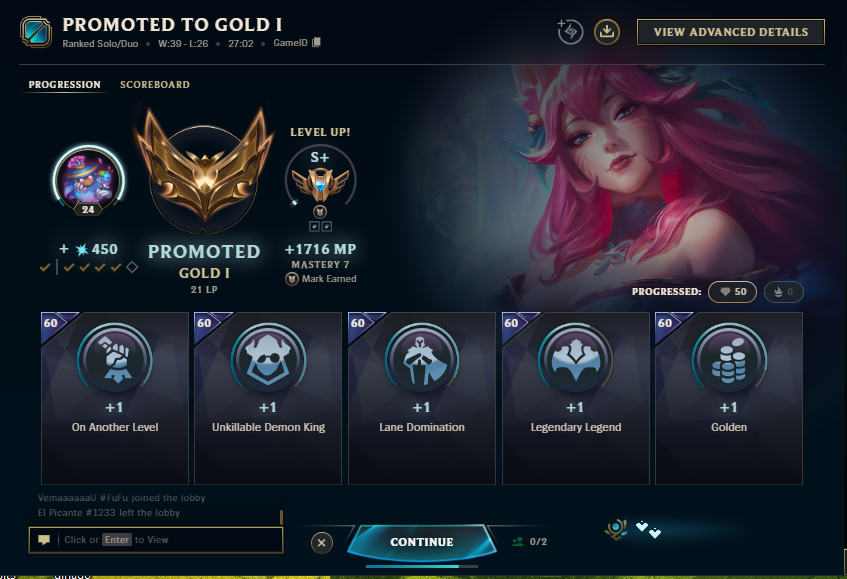 PROMOTED TO GOLD I
Ranked Solo/Duo • W:39 - L:26 • 27:02 • GameID
VIEW ADVANCED DETAILS
PROGRESSION SCOREBOARD
LEVEL UP!
S+
24
+ 450
PROMOTED
GOLD I
21 LP
+1716 MP
MASTERY 7
Mark Earned
PROGRESSED: 50 0
60 60 60 60 60
+1 +1 +1 +1 +1
On Another Level Unkillable Demon King Lane Domination Legendary Legend Golden
VemaaaaaaU #FuFu joined the lobby
El Picante #1233 left the lobby
Click or Enter to View
CONTINUE
0/2